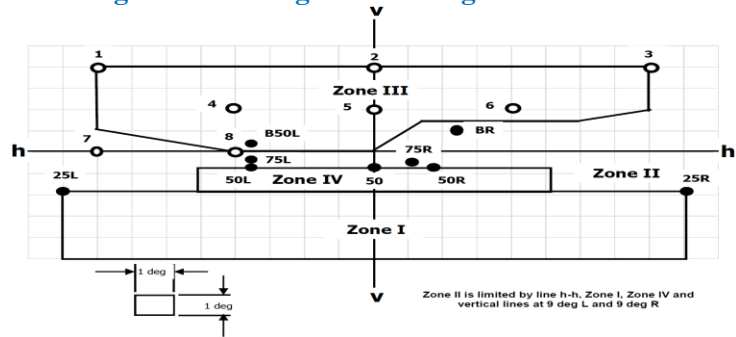 v
1
2
3
Zone III
4
5
6
B50L
BR
7
8
h
h
75L
75R
25L
50L
Zone IV
50
50R
Zone II
25R
Zone I
1 deg
1 deg
v
Zone II is limited by line h-h, Zone I, Zone IV and
vertical lines at 9 deg L and 9 deg R